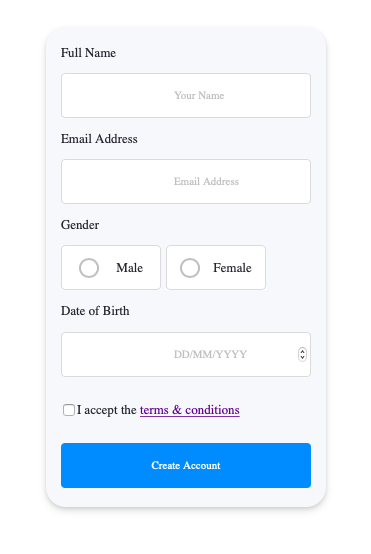 Full Name
Your Name
Email Address
Email Address
Gender
Male Female
Date of Birth
DD/MM/YYYY
I accept the terms & conditions
Create Account